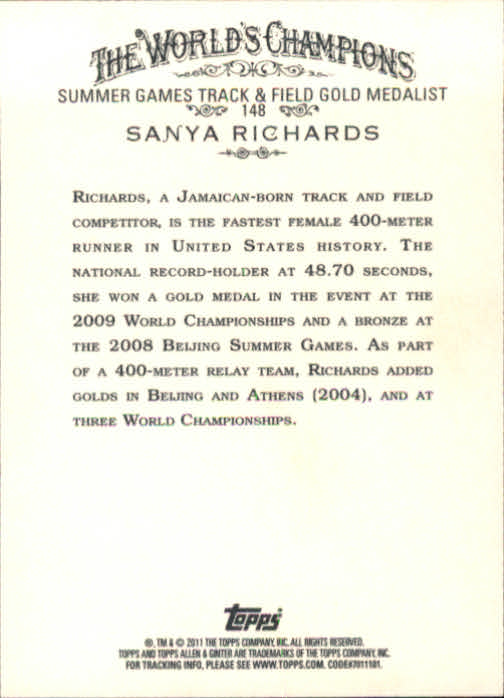 THE WORLD'S CHAMPIONS
SUMMER GAMES TRACK & FIELD GOLD MEDALIST
148
SANYA RICHARDS
RICHARDS, A JAMAICAN-BORN TRACK AND FIELD
COMPETITOR, IS THE FASTEST FEMALE 400-METER
RUNNER IN UNITED STATES HISTORY. THE
NATIONAL RECORD-HOLDER AT 48.70 SECONDS,
SHE WON A GOLD MEDAL IN THE EVENT AT THE
2009 WORLD CHAMPIONSHIPS AND A BRONZE AT
THE 2008 BEIJING SUMMER GAMES. AS PART
OF A 400-METER RELAY TEAM, RICHARDS ADDED
GOLDS IN BEIJING AND ATHENS (2004), AND AT
THREE WORLD CHAMPIONSHIPS.
Topps
®, TM & © 2011 THE TOPPS COMPANY, INC. ALL RIGHTS RESERVED.
TOPPS AND TOPPS ALLEN & GINTER ARE TRADEMARKS OF THE TOPPS COMPANY, INC.
FOR TRACKING INFO, PLEASE SEE WWW.TOPPS.COM. CODE#7011101.